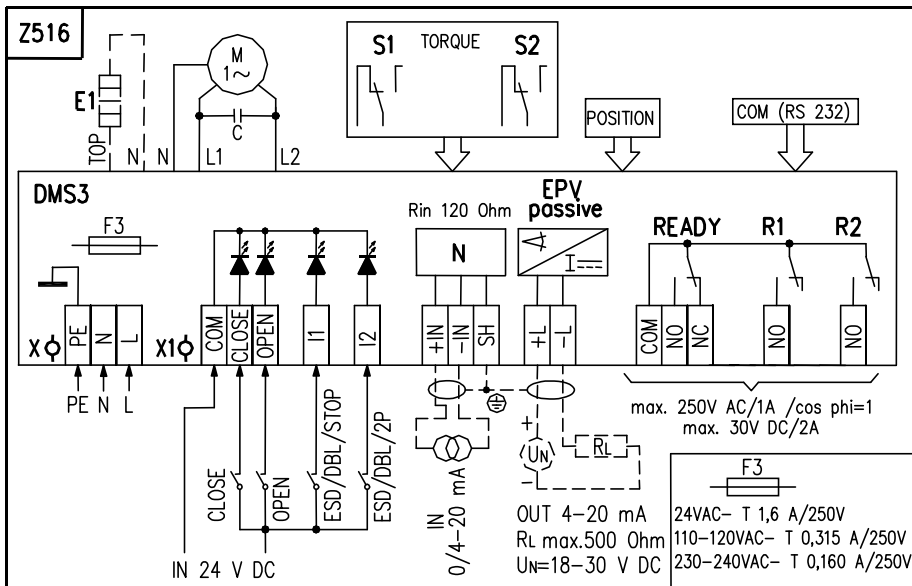 Z516
M
1~
E1
C
TOP
N
N
L1
L2
S1
TORQUE
S2
POSITION
COM (RS 232)
DMS3
F3
Rin 120 Ohm
N
EPV
passive
I
READY
R1
R2
X
PE
N
L
X1
COM
CLOSE
OPEN
I1
I2
+IN
-IN
SH
+L
-L
COM
NO
NC
NO
NO
PE N L
max. 250V AC/1A /cos phi=1
max. 30V DC/2A
CLOSE
OPEN
ESD/DBL/STOP
ESD/DBL/2P
IN 24 V DC
IN
0/4-20 mA
+
UN
-
RL
OUT 4-20 mA
RL max.500 Ohm
UN=18-30 V DC
F3
24VAC- T 1,6 A/250V
110-120VAC- T 0,315 A/250V
230-240VAC- T 0,160 A/250V